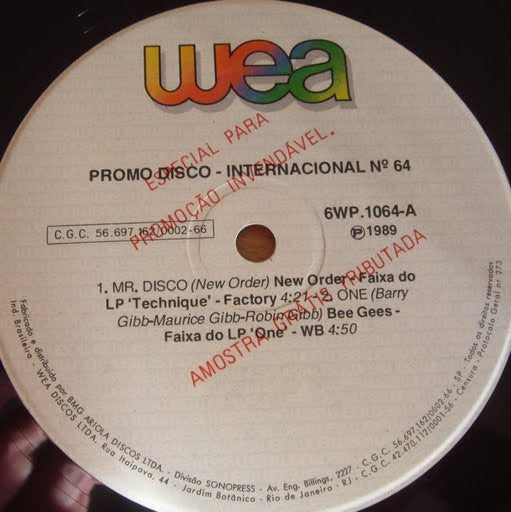 wea
ESPECIAL PARA
PROMOÇÃO INTENDÁVEL.
AMOSTRA GRÁTIS TRIBUTADA
PROMO DISCO - INTERNACIONAL Nº 64
C.G.C. 56.697.162/0002-66
6WP.1064-A
Ⓟ1989
1. MR. DISCO (New Order) New Order - Faixa do
LP 'Technique' - Factory 4:21 - 2. ONE (Barry
Gibb-Maurice Gibb-Robin Gibb) Bee Gees -
Faixa do LP 'One' - WB 4:50
Fabricado e distribuído por BMG ARIOLA DISCOS LTDA. - Divisão SONOPRESS - Av. Eng. Billings, 2227 - C.G.C. 56.697.162/0002-66 - SP - Todos os direitos reservados
Ind. Brasileira - WEA DISCOS LTDA. Rua Itaipava, 44 - Jardim Botânico - Rio de Janeiro - RJ - C.G.C. 42.470.112/0001-56 - Censura - Protocolo Geral nº 273